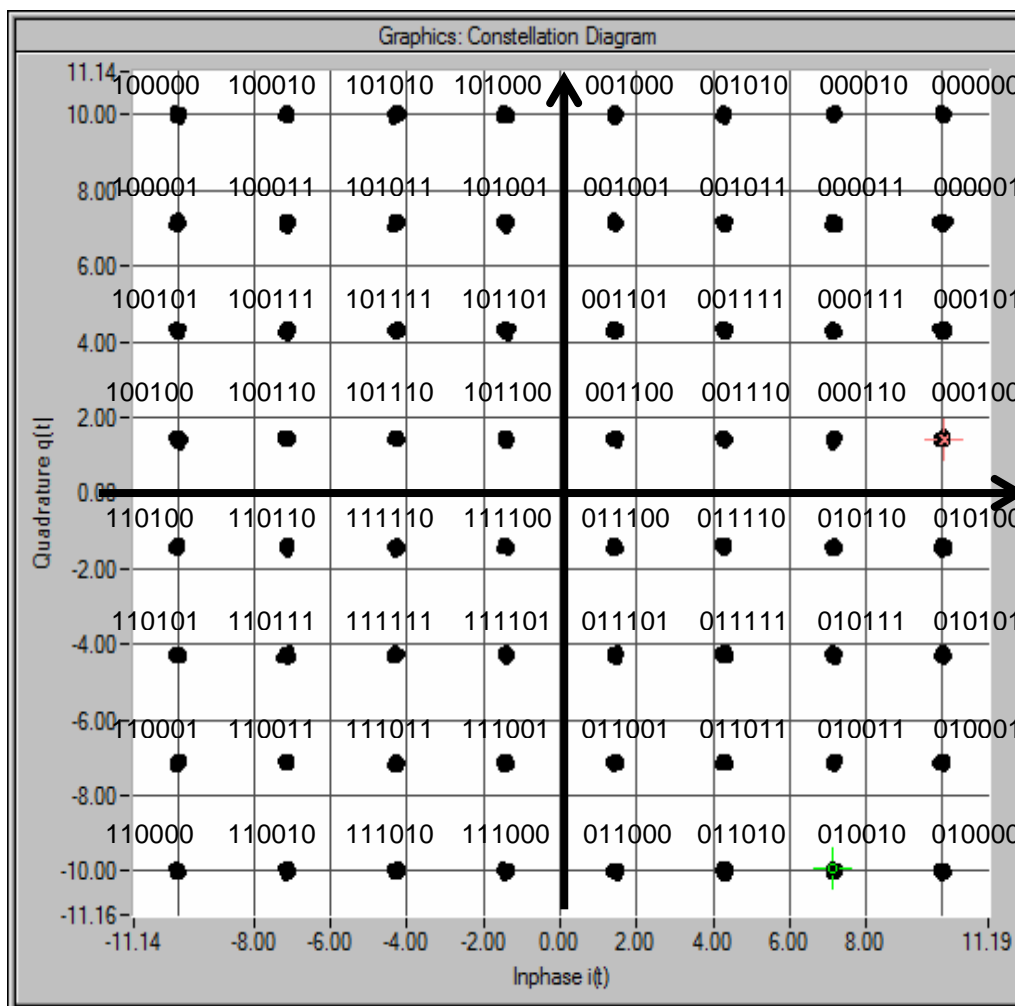 Graphics: Constellation Diagram
11.14
100000 100010 101010 101000 001000 001010 000010 000000
10.00
8.00
100001 100011 101011 101001 001001 001011 000011 000001
6.00
100101 100111 101111 101101 001101 001111 000111 000101
4.00
100100 100110 101110 101100 001100 001110 000110 000100
2.00
0.00
110100 110110 111110 111100 011100 011110 010110 010100
-2.00
110101 110111 111111 111101 011101 011111 010111 010101
-4.00
-6.00
110001 110011 111011 111001 011001 011011 010011 010001
-8.00
110000 110010 111010 111000 011000 011010 010010 010000
-10.00
-11.16
Quadrature q(t)
-11.14 -8.00 -6.00 -4.00 -2.00 0.00 2.00 4.00 6.00 8.00 11.19
Inphase i(t)